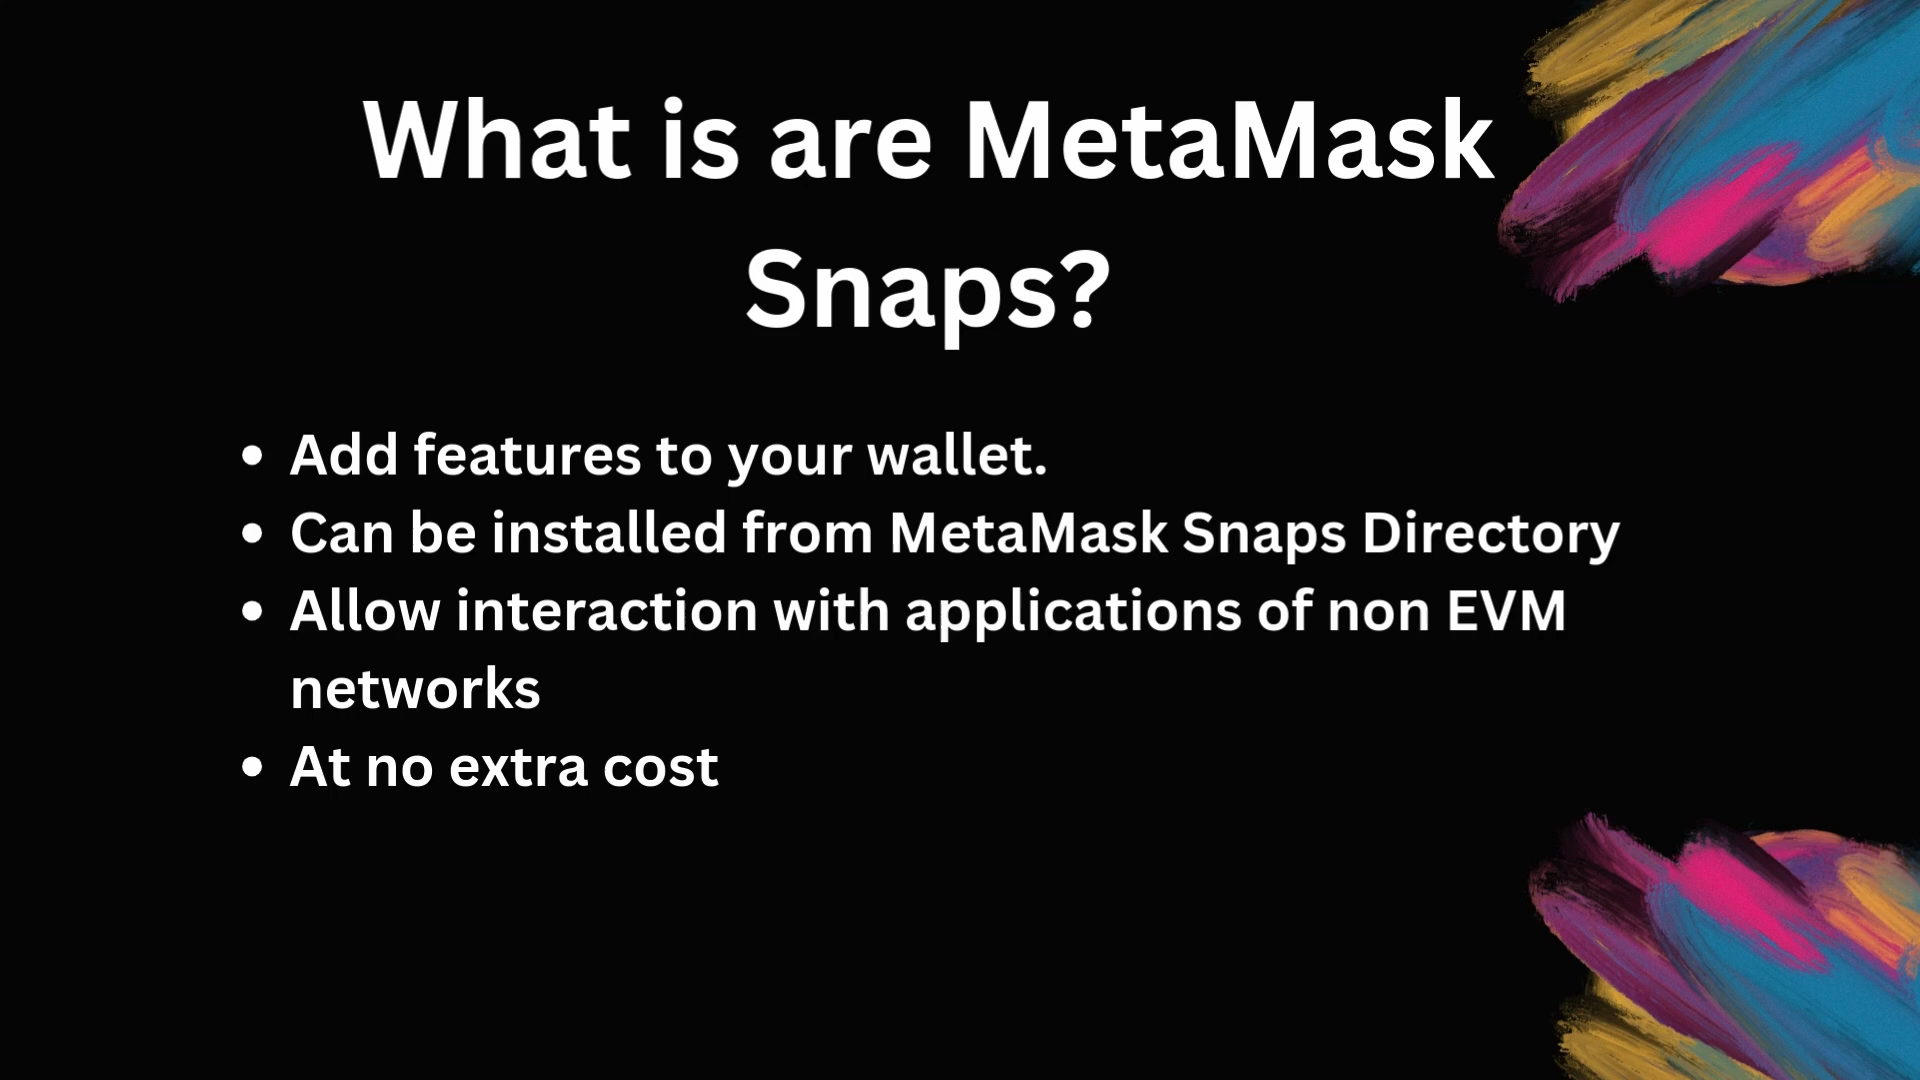 What is are MetaMask
Snaps?
• Add features to your wallet.
• Can be installed from MetaMask Snaps Directory
• Allow interaction with applications of non EVM
networks
• At no extra cost